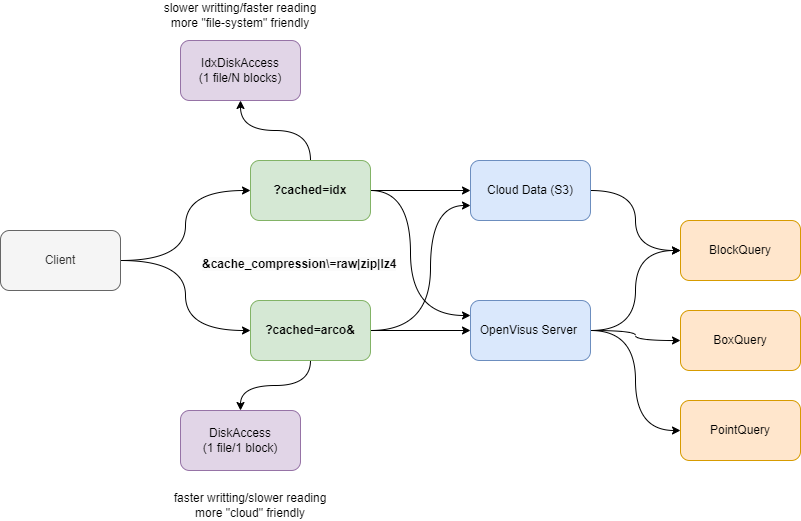 slower writting/faster reading
more "file-system" friendly
IdxDiskAccess
(1 file/N blocks)
?cached=idx
Cloud Data (S3)
BlockQuery
Client
&cache_compression\=raw|zip|lz4
?cached=arco&
OpenVisus Server
BoxQuery
DiskAccess
(1 file/1 block)
PointQuery
faster writting/slower reading
more "cloud" friendly